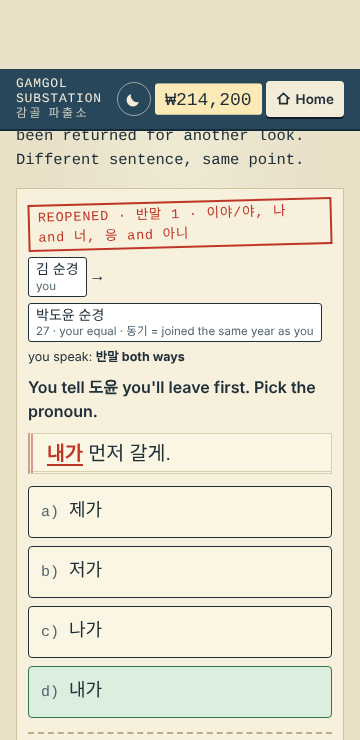 GAMGOL
SUBSTATION
감골 파출소
₩214,200
Home
been returned for another look.
Different sentence, same point.
REOPENED · 반말 1 · 이야/야, 나
and 너, 응 and 아니
김 순경
you
→
박도윤 순경
27 · your equal · 동기 = joined the same year as you
you speak: 반말 both ways
You tell 도윤 you'll leave first. Pick the
pronoun.
내가 먼저 갈게.
a) 제가
b) 저가
c) 나가
d) 내가